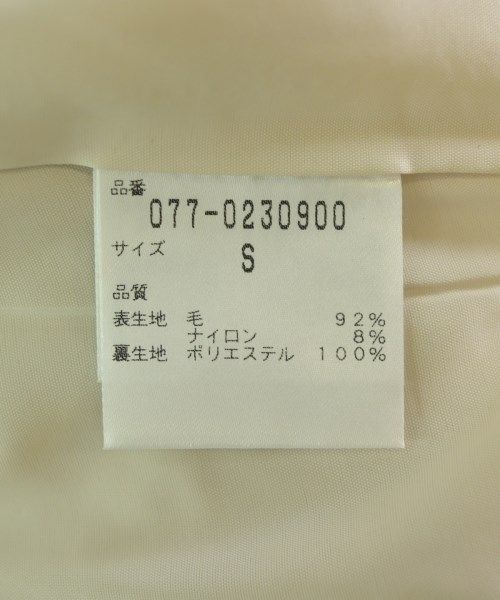 品番
077-0230900
サイズ S
品質
表生地 毛 92%
ナイロン 8%
裏生地 ポリエステル 100%